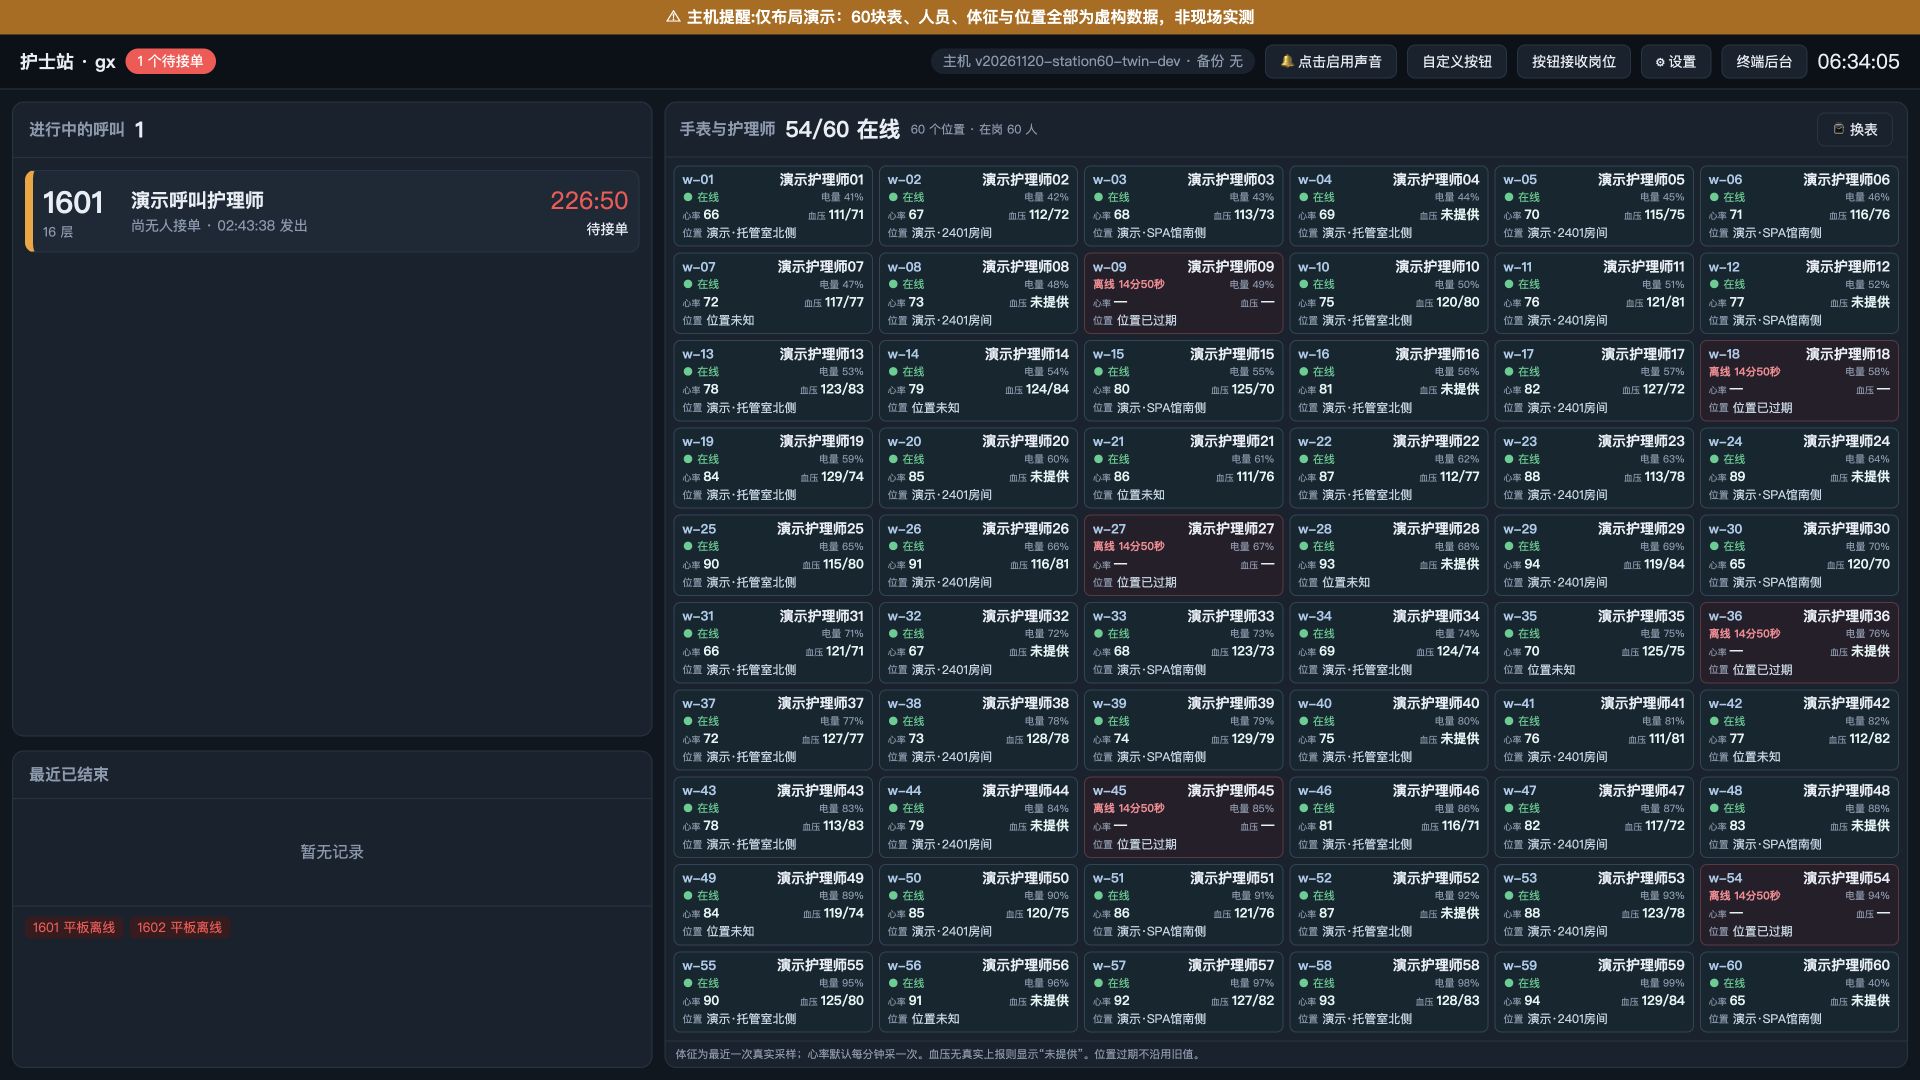 ⚠ 主机提醒:仅布局演示：60块表、人员、体征与位置全部为虚构数据，非现场实测
护士站 · gx 1 个待接单 主机 v20261120-station60-twin-dev · 备份 无 🔔 点击启用声音 自定义按钮 按钮接收岗位 ⚙ 设置 终端后台 06:34:05
进行中的呼叫 1
1601 演示呼叫护理师 226:50
16 层 尚无人接单 · 02:43:38 发出 待接单
最近已结束
暂无记录
1601 平板离线 1602 平板离线
手表与护理师 54/60 在线 60 个位置 · 在岗 60 人 换表
w-01 演示护理师01
在线 电量 41%
心率 66 血压 111/71
位置 演示·托管室北侧
w-02 演示护理师02
在线 电量 42%
心率 67 血压 112/72
位置 演示·2401房间
w-03 演示护理师03
在线 电量 43%
心率 68 血压 113/73
位置 演示·SPA馆南侧
w-04 演示护理师04
在线 电量 44%
心率 69 血压 未提供
位置 演示·托管室北侧
w-05 演示护理师05
在线 电量 45%
心率 70 血压 115/75
位置 演示·2401房间
w-06 演示护理师06
在线 电量 46%
心率 71 血压 116/76
位置 演示·SPA馆南侧
w-07 演示护理师07
在线 电量 47%
心率 72 血压 117/77
位置 位置未知
w-08 演示护理师08
在线 电量 48%
心率 73 血压 未提供
位置 演示·2401房间
w-09 演示护理师09
离线 14分50秒 电量 49%
心率 — 血压 —
位置 位置已过期
w-10 演示护理师10
在线 电量 50%
心率 75 血压 120/80
位置 演示·托管室北侧
w-11 演示护理师11
在线 电量 51%
心率 76 血压 121/81
位置 演示·2401房间
w-12 演示护理师12
在线 电量 52%
心率 77 血压 未提供
位置 演示·SPA馆南侧
w-13 演示护理师13
在线 电量 53%
心率 78 血压 123/83
位置 演示·托管室北侧
w-14 演示护理师14
在线 电量 54%
心率 79 血压 124/84
位置 位置未知
w-15 演示护理师15
在线 电量 55%
心率 80 血压 125/70
位置 演示·SPA馆南侧
w-16 演示护理师16
在线 电量 56%
心率 81 血压 未提供
位置 演示·托管室北侧
w-17 演示护理师17
在线 电量 57%
心率 82 血压 127/72
位置 演示·2401房间
w-18 演示护理师18
离线 14分50秒 电量 58%
心率 — 血压 —
位置 位置已过期
w-19 演示护理师19
在线 电量 59%
心率 84 血压 129/74
位置 演示·托管室北侧
w-20 演示护理师20
在线 电量 60%
心率 85 血压 未提供
位置 演示·2401房间
w-21 演示护理师21
在线 电量 61%
心率 86 血压 111/76
位置 位置未知
w-22 演示护理师22
在线 电量 62%
心率 87 血压 112/77
位置 演示·托管室北侧
w-23 演示护理师23
在线 电量 63%
心率 88 血压 113/78
位置 演示·2401房间
w-24 演示护理师24
在线 电量 64%
心率 89 血压 未提供
位置 演示·SPA馆南侧
w-25 演示护理师25
在线 电量 65%
心率 90 血压 115/80
位置 演示·托管室北侧
w-26 演示护理师26
在线 电量 66%
心率 91 血压 116/81
位置 演示·2401房间
w-27 演示护理师27
离线 14分50秒 电量 67%
心率 — 血压 —
位置 位置已过期
w-28 演示护理师28
在线 电量 68%
心率 93 血压 未提供
位置 位置未知
w-29 演示护理师29
在线 电量 69%
心率 94 血压 119/84
位置 演示·2401房间
w-30 演示护理师30
在线 电量 70%
心率 65 血压 120/70
位置 演示·SPA馆南侧
w-31 演示护理师31
在线 电量 71%
心率 66 血压 121/71
位置 演示·托管室北侧
w-32 演示护理师32
在线 电量 72%
心率 67 血压 未提供
位置 演示·2401房间
w-33 演示护理师33
在线 电量 73%
心率 68 血压 123/73
位置 演示·SPA馆南侧
w-34 演示护理师34
在线 电量 74%
心率 69 血压 124/74
位置 演示·托管室北侧
w-35 演示护理师35
在线 电量 75%
心率 70 血压 125/75
位置 位置未知
w-36 演示护理师36
离线 14分50秒 电量 76%
心率 — 血压 未提供
位置 位置已过期
w-37 演示护理师37
在线 电量 77%
心率 72 血压 127/77
位置 演示·托管室北侧
w-38 演示护理师38
在线 电量 78%
心率 73 血压 128/78
位置 演示·2401房间
w-39 演示护理师39
在线 电量 79%
心率 74 血压 129/79
位置 演示·SPA馆南侧
w-40 演示护理师40
在线 电量 80%
心率 75 血压 未提供
位置 演示·托管室北侧
w-41 演示护理师41
在线 电量 81%
心率 76 血压 111/81
位置 演示·2401房间
w-42 演示护理师42
在线 电量 82%
心率 77 血压 112/82
位置 位置未知
w-43 演示护理师43
在线 电量 83%
心率 78 血压 113/83
位置 演示·托管室北侧
w-44 演示护理师44
在线 电量 84%
心率 79 血压 未提供
位置 演示·2401房间
w-45 演示护理师45
离线 14分50秒 电量 85%
心率 — 血压 —
位置 位置已过期
w-46 演示护理师46
在线 电量 86%
心率 81 血压 116/71
位置 演示·托管室北侧
w-47 演示护理师47
在线 电量 87%
心率 82 血压 117/72
位置 演示·2401房间
w-48 演示护理师48
在线 电量 88%
心率 83 血压 未提供
位置 演示·SPA馆南侧
w-49 演示护理师49
在线 电量 89%
心率 84 血压 119/74
位置 位置未知
w-50 演示护理师50
在线 电量 90%
心率 85 血压 120/75
位置 演示·2401房间
w-51 演示护理师51
在线 电量 91%
心率 86 血压 121/76
位置 演示·SPA馆南侧
w-52 演示护理师52
在线 电量 92%
心率 87 血压 未提供
位置 演示·托管室北侧
w-53 演示护理师53
在线 电量 93%
心率 88 血压 123/78
位置 演示·2401房间
w-54 演示护理师54
离线 14分50秒 电量 94%
心率 — 血压 —
位置 位置已过期
w-55 演示护理师55
在线 电量 95%
心率 90 血压 125/80
位置 演示·托管室北侧
w-56 演示护理师56
在线 电量 96%
心率 91 血压 未提供
位置 位置未知
w-57 演示护理师57
在线 电量 97%
心率 92 血压 127/82
位置 演示·SPA馆南侧
w-58 演示护理师58
在线 电量 98%
心率 93 血压 128/83
位置 演示·托管室北侧
w-59 演示护理师59
在线 电量 99%
心率 94 血压 129/84
位置 演示·2401房间
w-60 演示护理师60
在线 电量 40%
心率 65 血压 未提供
位置 演示·SPA馆南侧
体征为最近一次真实采样；心率默认每分钟采一次。血压无真实上报则显示“未提供”。位置过期不沿用旧值。